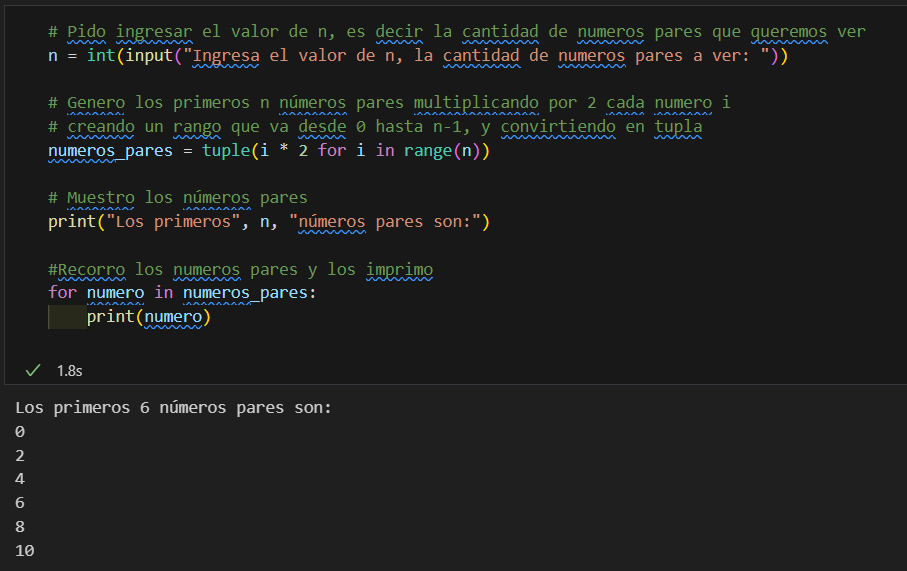 # Pido ingresar el valor de n, es decir la cantidad de numeros pares que queremos ver
n = int(input("Ingresa el valor de n, la cantidad de numeros pares a ver: "))
# Genero los primeros n números pares multiplicando por 2 cada numero i
# creando un rango que va desde 0 hasta n-1, y convirtiendo en tupla
numeros_pares = tuple(i * 2 for i in range(n))
# Muestro los números pares
print("Los primeros", n, "números pares son:")
#Recorro los numeros pares y los imprimo
for numero in numeros_pares:
    print(numero)
1.8s
Los primeros 6 números pares son:
0
2
4
6
8
10